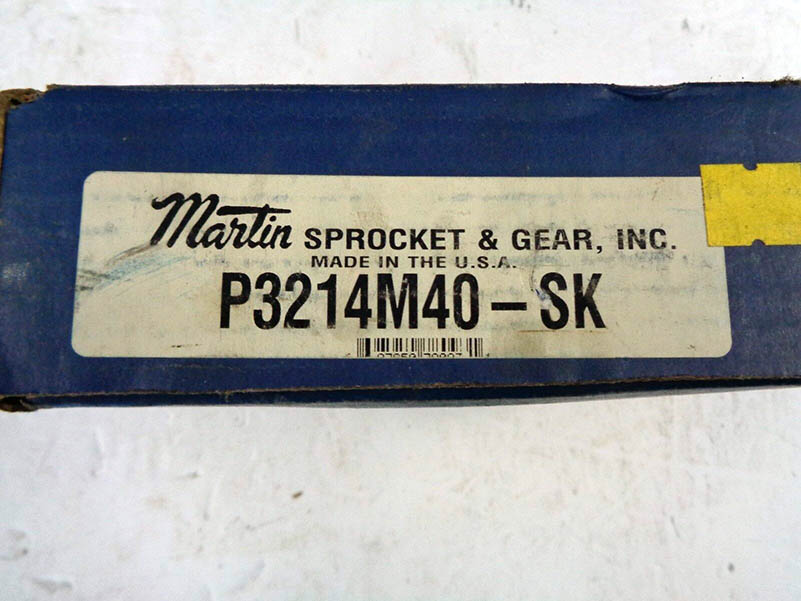 Martin SPROCKET & GEAR, INC.
MADE IN THE U.S.A.
P3214M40-SK